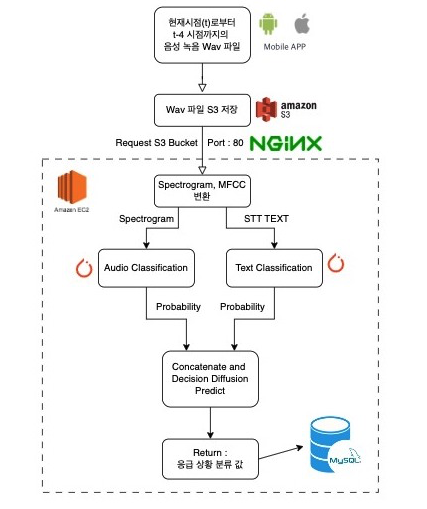 현재시점(t)로부터
t-4 시점까지의
음성 녹음 Wav 파일
Mobile APP
Wav 파일 S3 저장
amazon
S3
Request S3 Bucket
Port : 80
NGINX
Amazon EC2
Spectrogram, MFCC
변환
Spectrogram
STT TEXT
Audio Classification
Text Classification
Probability
Probability
Concatenate and
Decision Diffusion
Predict
Return :
응급 상황 분류 값
MySQL